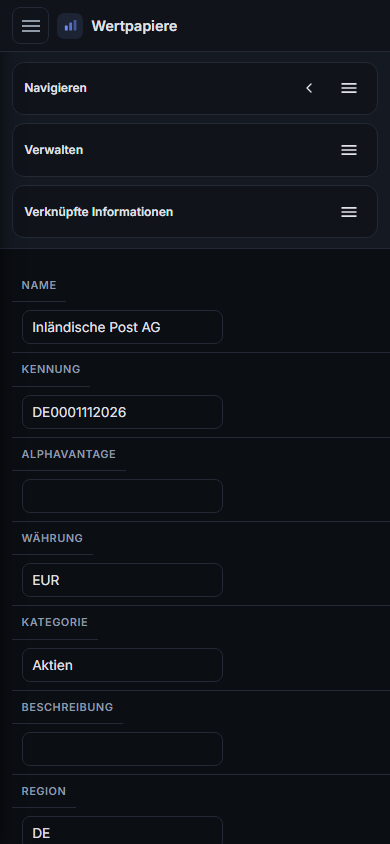 Wertpapiere
Navigieren
Verwalten
Verknüpfte Informationen
NAME
Inländische Post AG
KENNUNG
DE0001112026
ALPHAVANTAGE
WÄHRUNG
EUR
KATEGORIE
Aktien
BESCHREIBUNG
REGION
DE